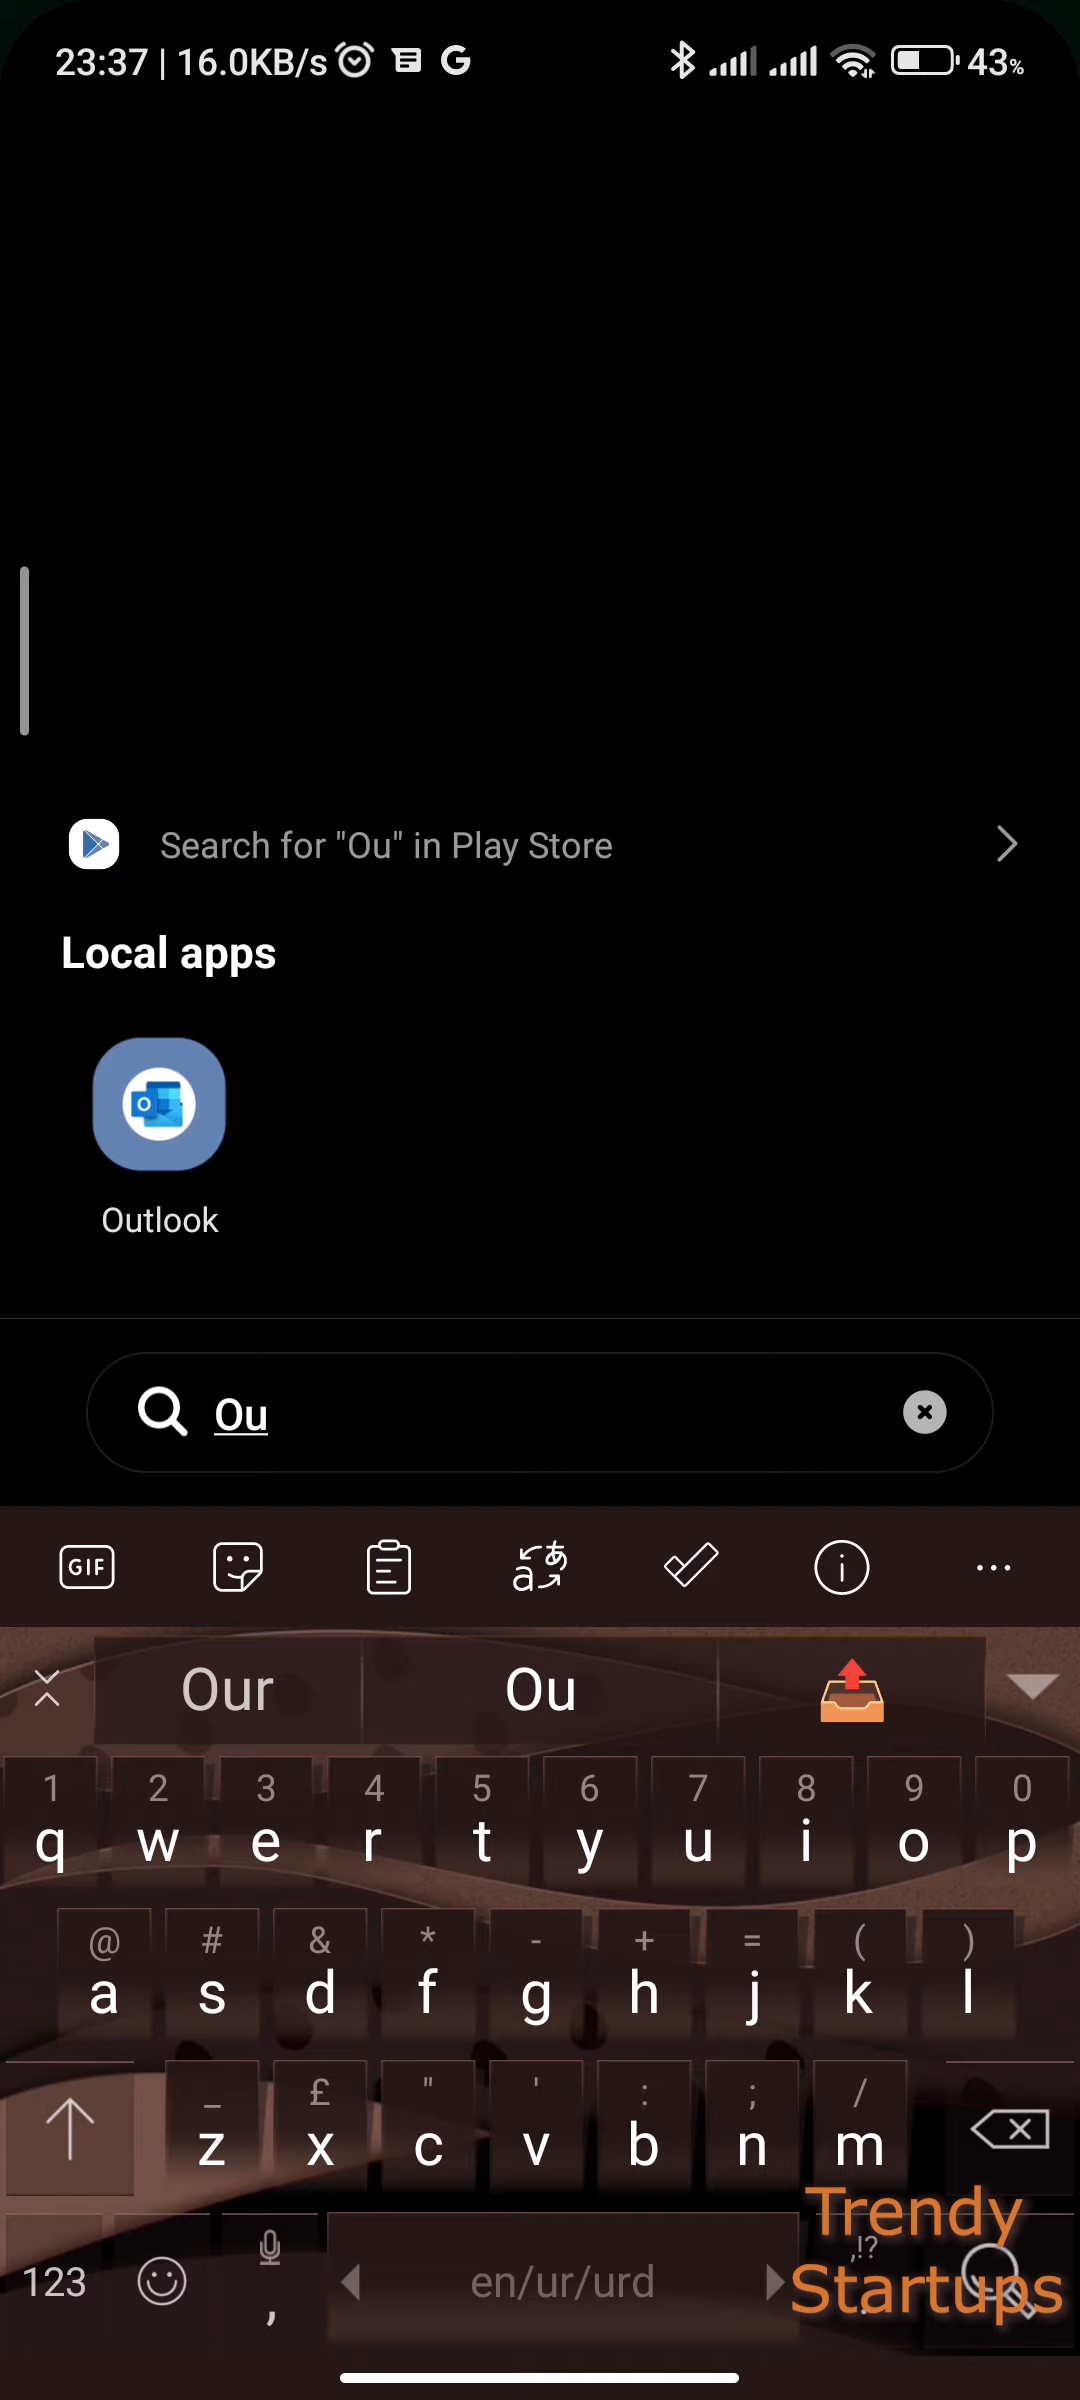 23:37 | 16.0KB/s G 43%
Search for "Ou" in Play Store
Local apps
O
Outlook
Ou
GIF a あ i ...
Our Ou
1 2 3 4 5 6 7 8 9 0
q w e r t y u i o p
@ # & * - + = ( )
a s d f g h j k l
_ £ " ' : ; /
z x c v b n m
Trendy
,!?
123 , en/ur/urd .
Startups